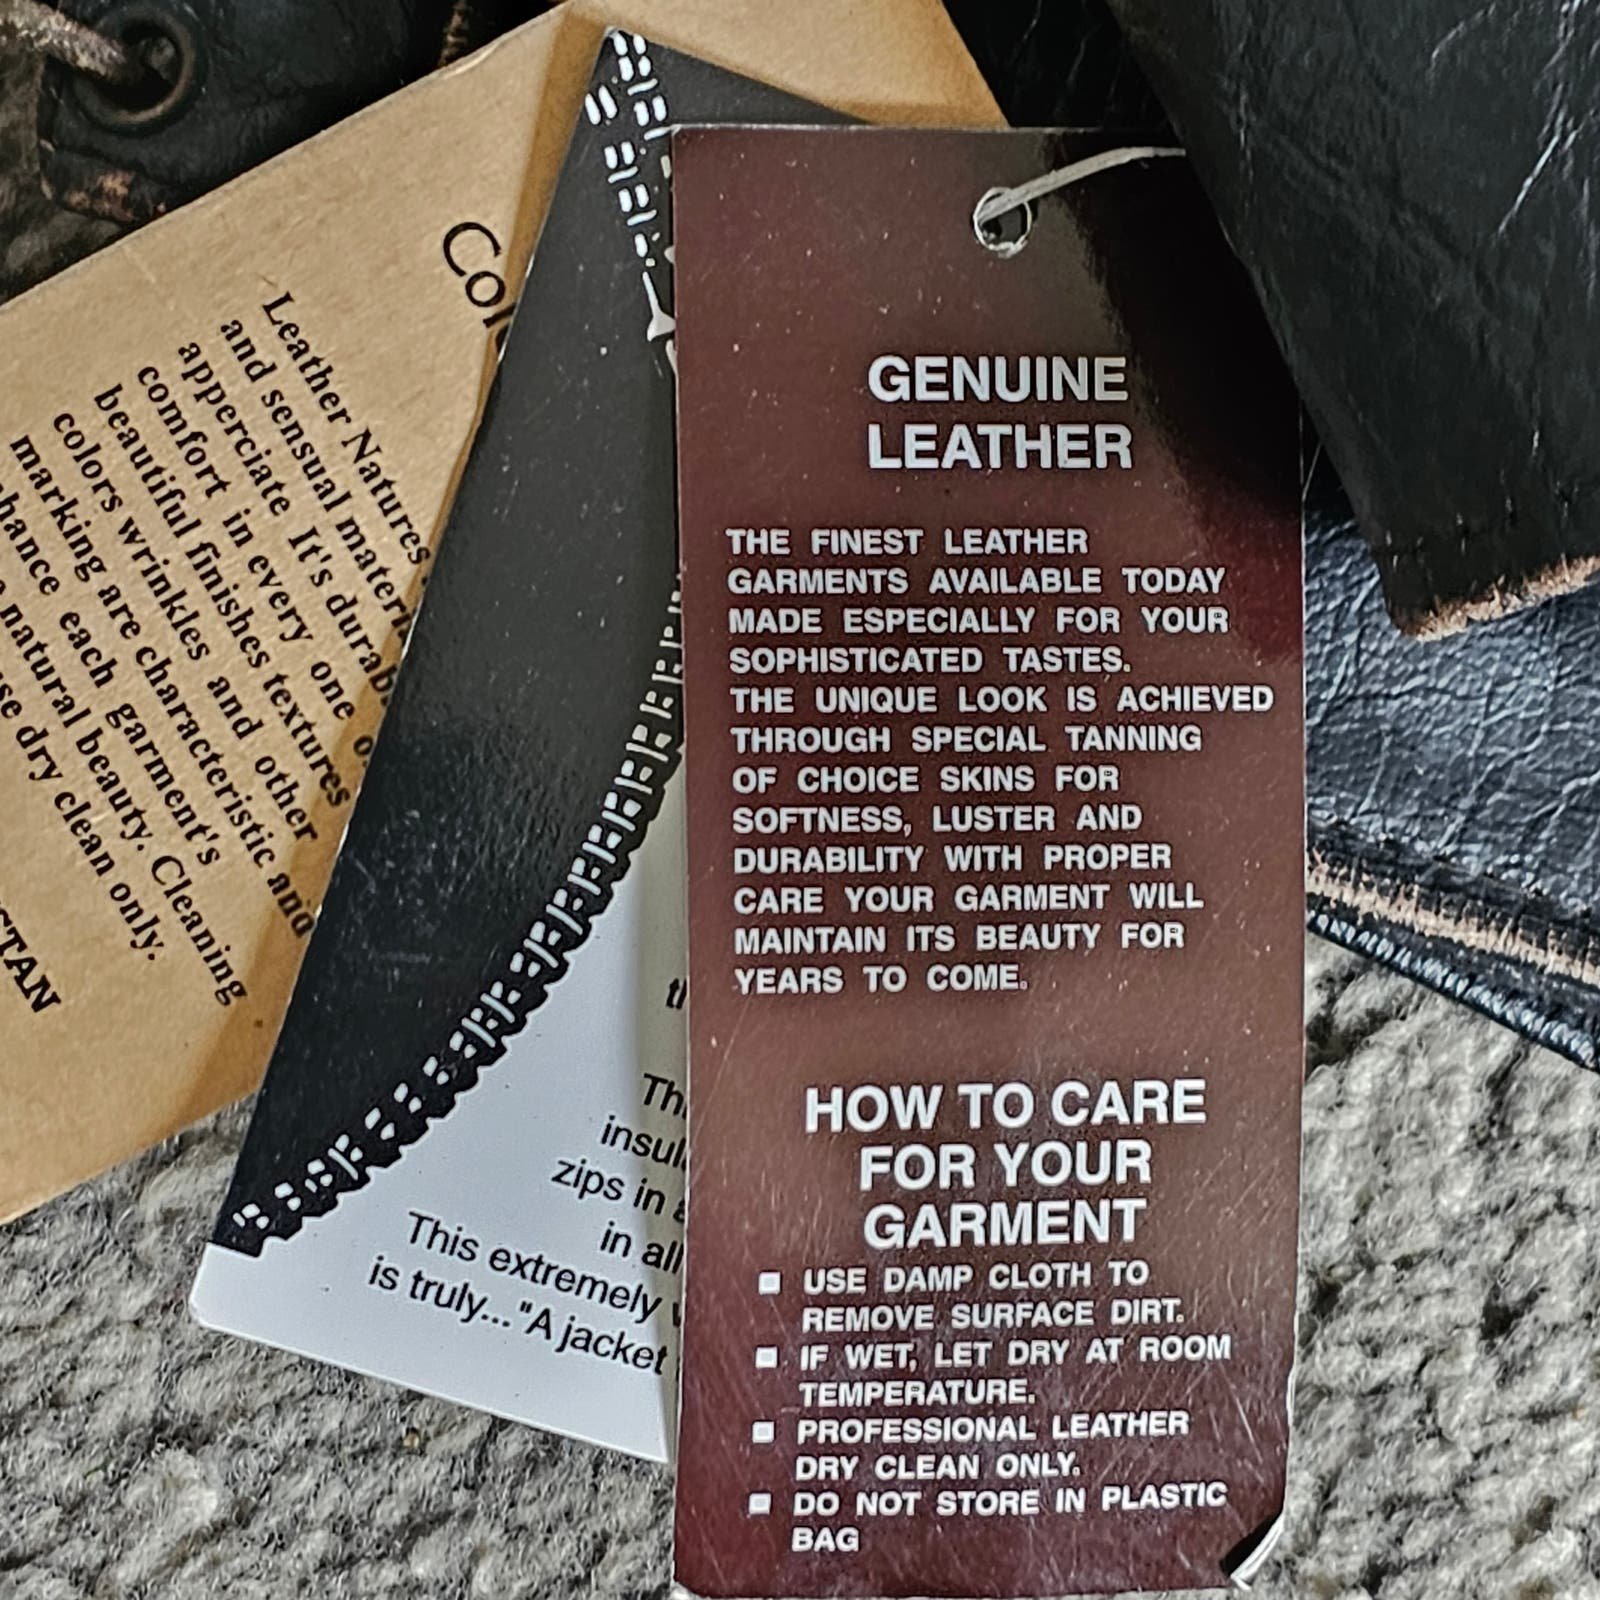 Col
Leather Natures
and sensual
apperciate It's durab
comfort in every one
beautiful finishes textures
colors wrinkles and other
marking are characteristic and
each garment's
natural beauty. Cleaning
dry clean only.
insul
zips in
in all
This extremely
is truly... "A jacket
GENUINE
LEATHER
THE FINEST LEATHER
GARMENTS AVAILABLE TODAY
MADE ESPECIALLY FOR YOUR
SOPHISTICATED TASTES.
THE UNIQUE LOOK IS ACHIEVED
THROUGH SPECIAL TANNING
OF CHOICE SKINS FOR
SOFTNESS, LUSTER AND
DURABILITY WITH PROPER
CARE YOUR GARMENT WILL
MAINTAIN ITS BEAUTY FOR
YEARS TO COME.
HOW TO CARE
FOR YOUR
GARMENT
USE DAMP CLOTH TO
REMOVE SURFACE DIRT.
IF WET, LET DRY AT ROOM
TEMPERATURE.
PROFESSIONAL LEATHER
DRY CLEAN ONLY.
DO NOT STORE IN PLASTIC
BAG